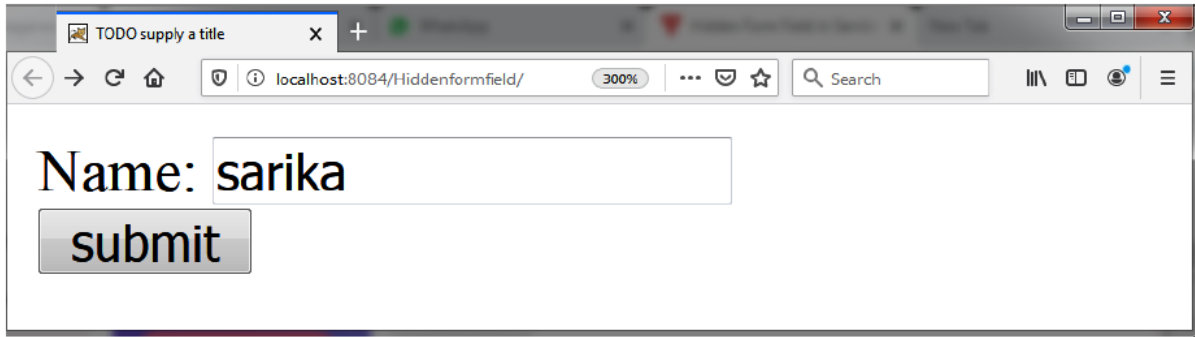 TODO supply a title
localhost:8084/Hiddenformfield/ 300% Search
Name: sarika
submit